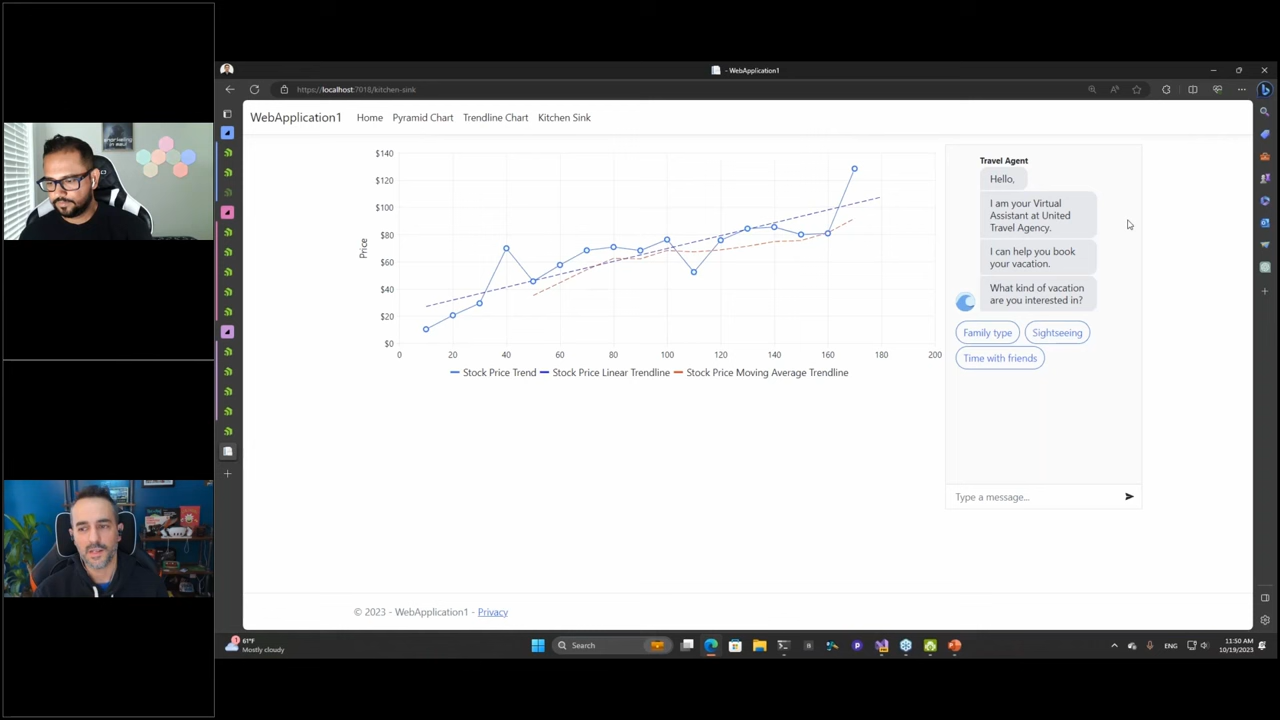 - WebApplication1
https://localhost:7018/kitchen-sink
WebApplication1 Home Pyramid Chart Trendline Chart Kitchen Sink
$140
$120
$100
$80
$60
$40
$20
$0
Price
0 20 40 60 80 100 120 140 160 180 200
Stock Price Trend Stock Price Linear Trendline Stock Price Moving Average Trendline
Travel Agent
Hello,
I am your Virtual
Assistant at United
Travel Agency.
I can help you book
your vacation.
What kind of vacation
are you interested in?
Family type Sightseeing
Time with friends
Type a message...
© 2023 - WebApplication1 - Privacy
1
61°F
Mostly cloudy
Search
ENG
11:50 AM
10/19/2023